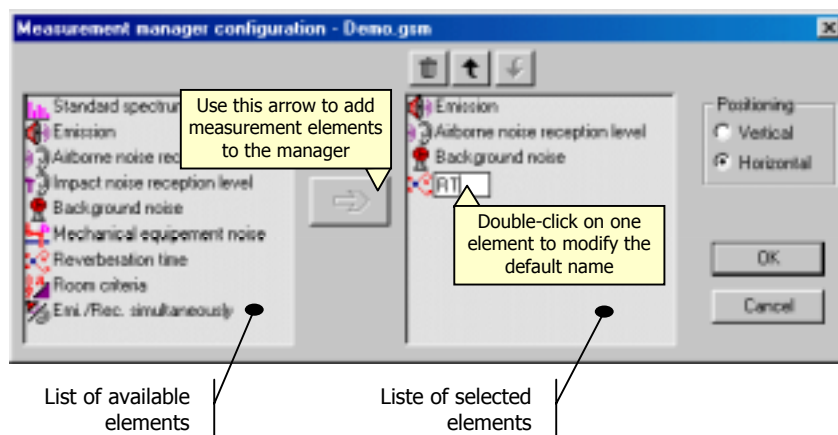 Measurement manager configuration - Demo.gsm
Standard spectrum
Emission
Airborne noise rec
Impact noise reception level
Background noise
Mechanical equipement noise
Reverberation time
Room criteria
Emi./Rec. simultaneously
Use this arrow to add
measurement elements
to the manager
Emission
Airborne noise reception level
Background noise
RT
Double-click on one
element to modify the
default name
Positioning
Vertical
Horizontal
OK
Cancel
List of available
elements
Liste of selected
elements